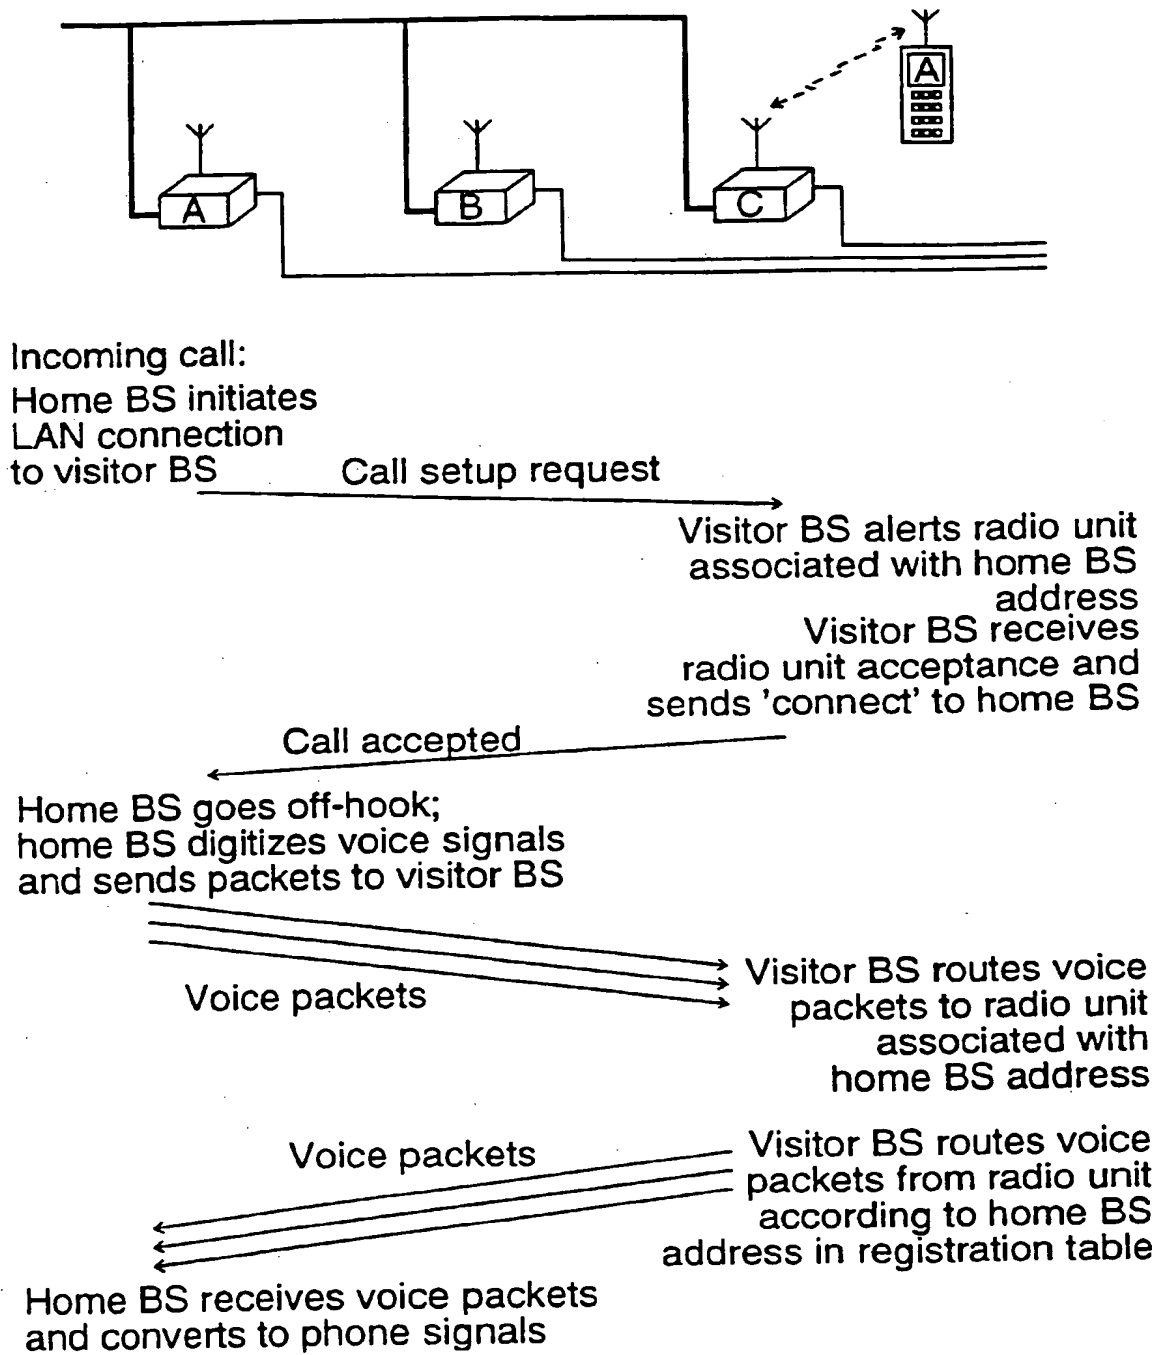 A
A
B
C
Incoming call:
Home BS initiates
LAN connection
to visitor BS
Call setup request
Visitor BS alerts radio unit
associated with home BS
address
Visitor BS receives
radio unit acceptance and
sends 'connect' to home BS
Call accepted
Home BS goes off-hook;
home BS digitizes voice signals
and sends packets to visitor BS
Voice packets
Visitor BS routes voice
packets to radio unit
associated with
home BS address
Voice packets
Visitor BS routes voice
packets from radio unit
according to home BS
address in registration table
Home BS receives voice packets
and converts to phone signals